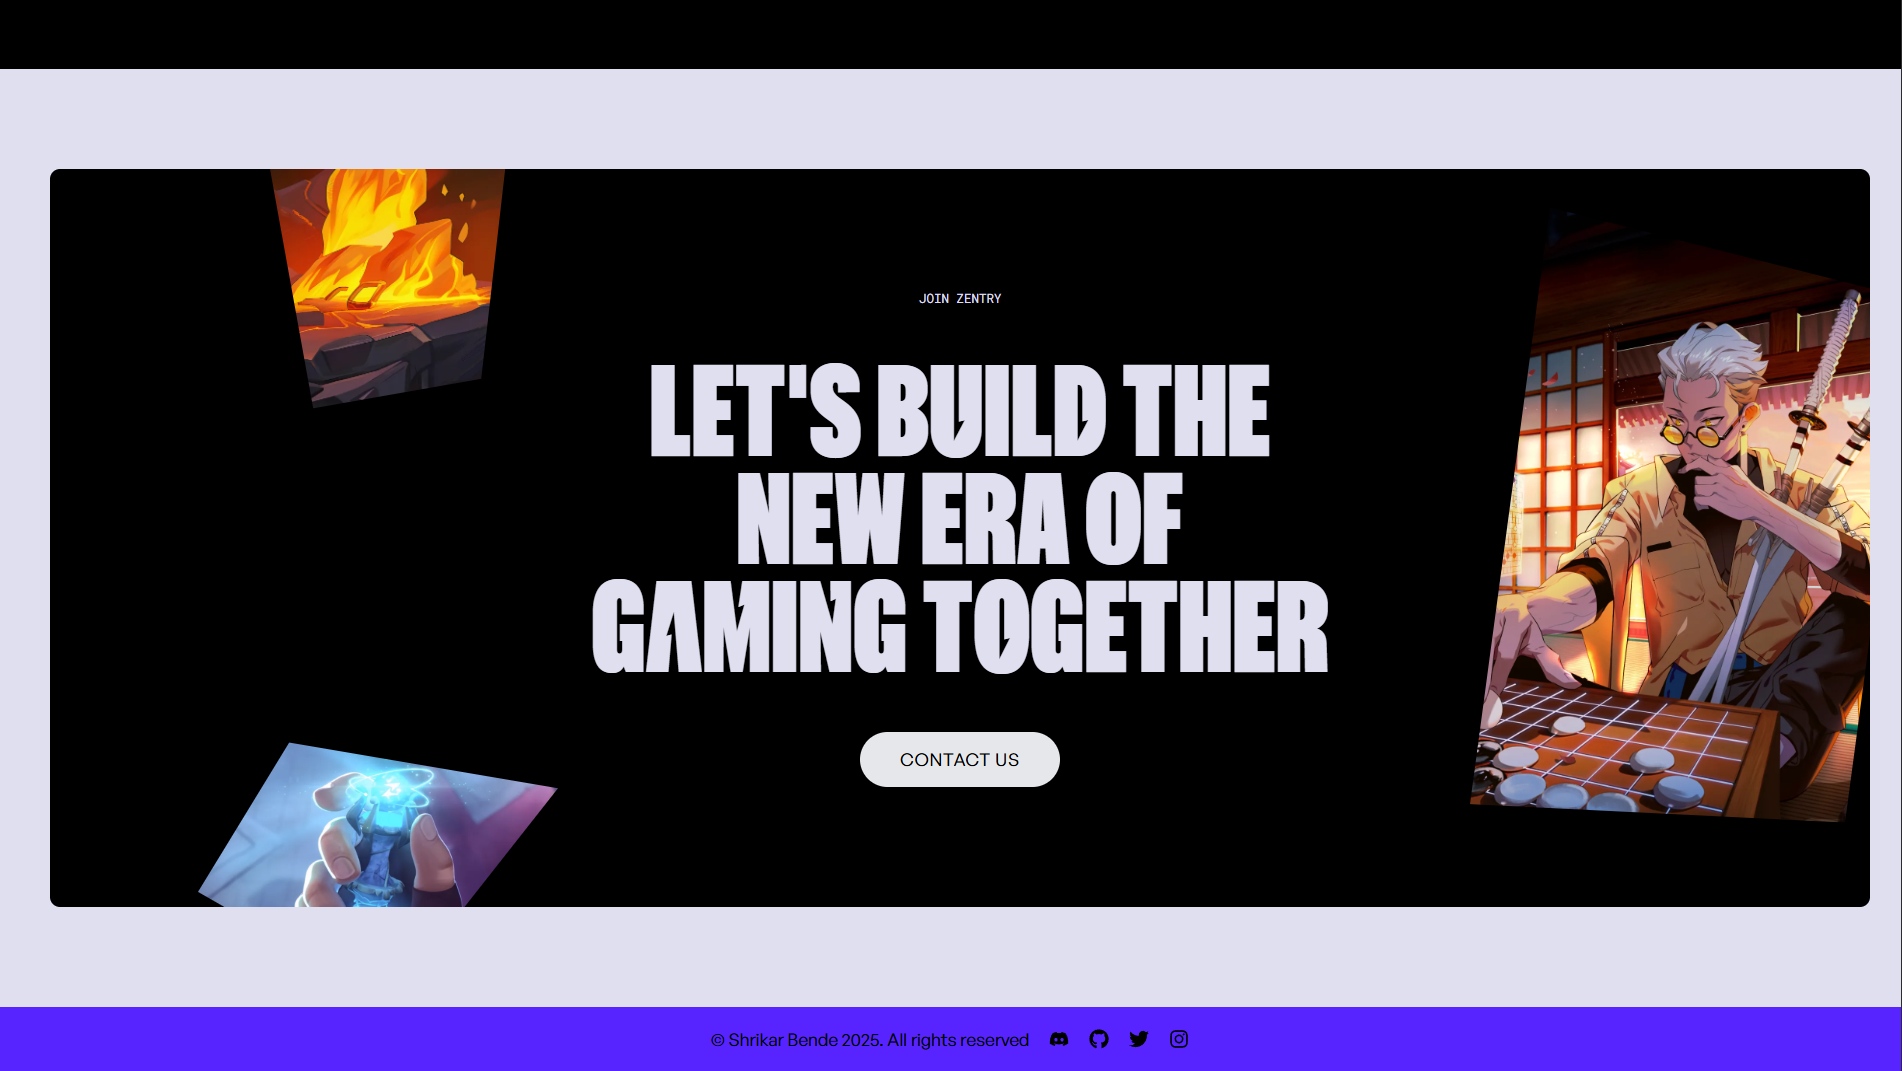 JOIN ZENTRY
LET'S BUILD THE
NEW ERA OF
GAMING TOGETHER
CONTACT US
© Shrikar Bende 2025. All rights reserved